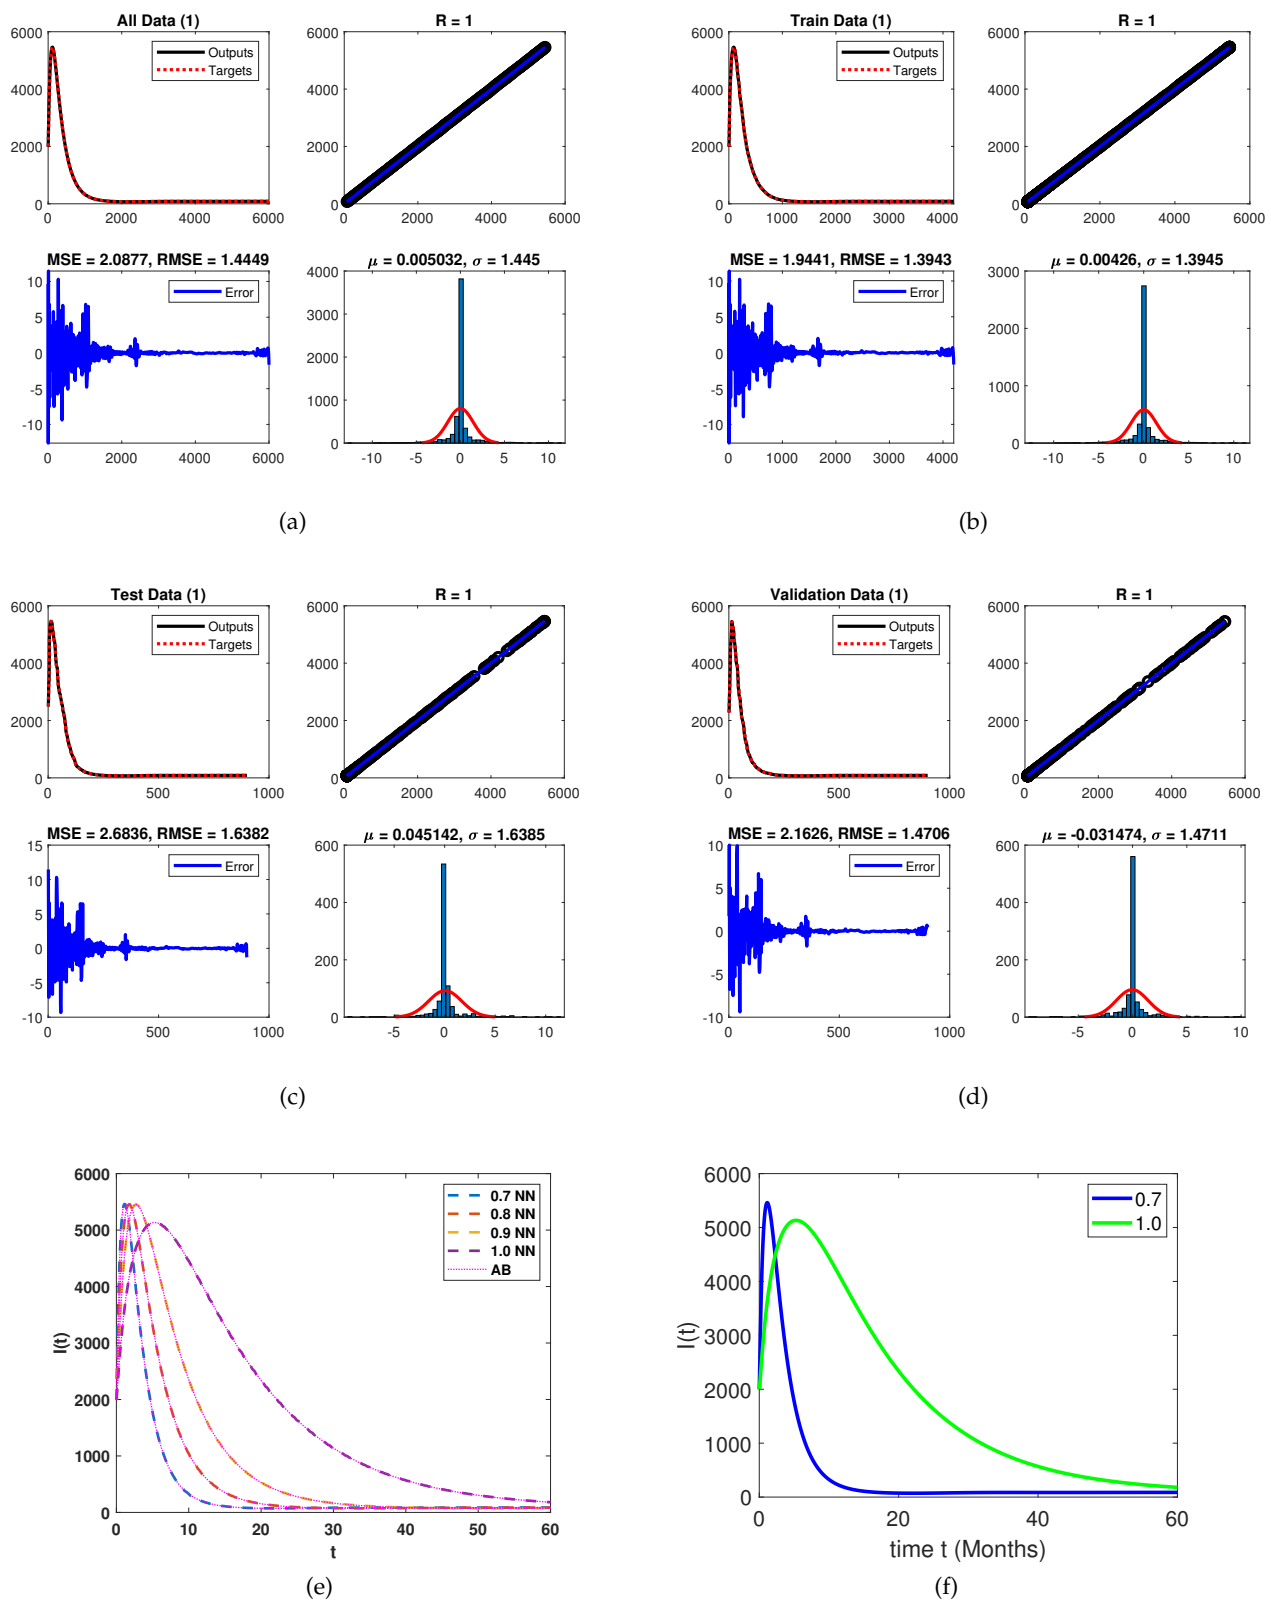 All Data (1)
Outputs
Targets
6000
4000
2000
0
0 2000 4000 6000
R = 1
6000
4000
2000
0
0 2000 4000 6000
MSE = 2.0877, RMSE = 1.4449
Error
10
5
0
-5
-10
0 2000 4000 6000
μ = 0.005032, σ = 1.445
4000
3000
2000
1000
0
-10 -5 0 5 10
(a)
Train Data (1)
Outputs
Targets
6000
4000
2000
0
0 1000 2000 3000 4000
R = 1
6000
4000
2000
0
0 2000 4000 6000
MSE = 1.9441, RMSE = 1.3943
Error
10
5
0
-5
-10
0 1000 2000 3000 4000
μ = 0.00426, σ = 1.3945
3000
2000
1000
0
-10 -5 0 5 10
(b)
Test Data (1)
Outputs
Targets
6000
4000
2000
0
0 500 1000
R = 1
6000
4000
2000
0
0 2000 4000 6000
MSE = 2.6836, RMSE = 1.6382
Error
15
10
5
0
-5
-10
0 500 1000
μ = 0.045142, σ = 1.6385
600
400
200
0
-5 0 5 10
(c)
Validation Data (1)
Outputs
Targets
6000
4000
2000
0
0 500 1000
R = 1
6000
4000
2000
0
0 2000 4000 6000
MSE = 2.1626, RMSE = 1.4706
Error
10
5
0
-5
-10
0 500 1000
μ = -0.031474, σ = 1.4711
600
400
200
0
-5 0 5 10
(d)
6000
5000
4000
3000
2000
1000
0
I(t)
0.7 NN
0.8 NN
0.9 NN
1.0 NN
AB
0 10 20 30 40 50 60
t
(e)
6000
5000
4000
3000
2000
1000
0
I(t)
0.7
1.0
0 20 40 60
time t (Months)
(f)